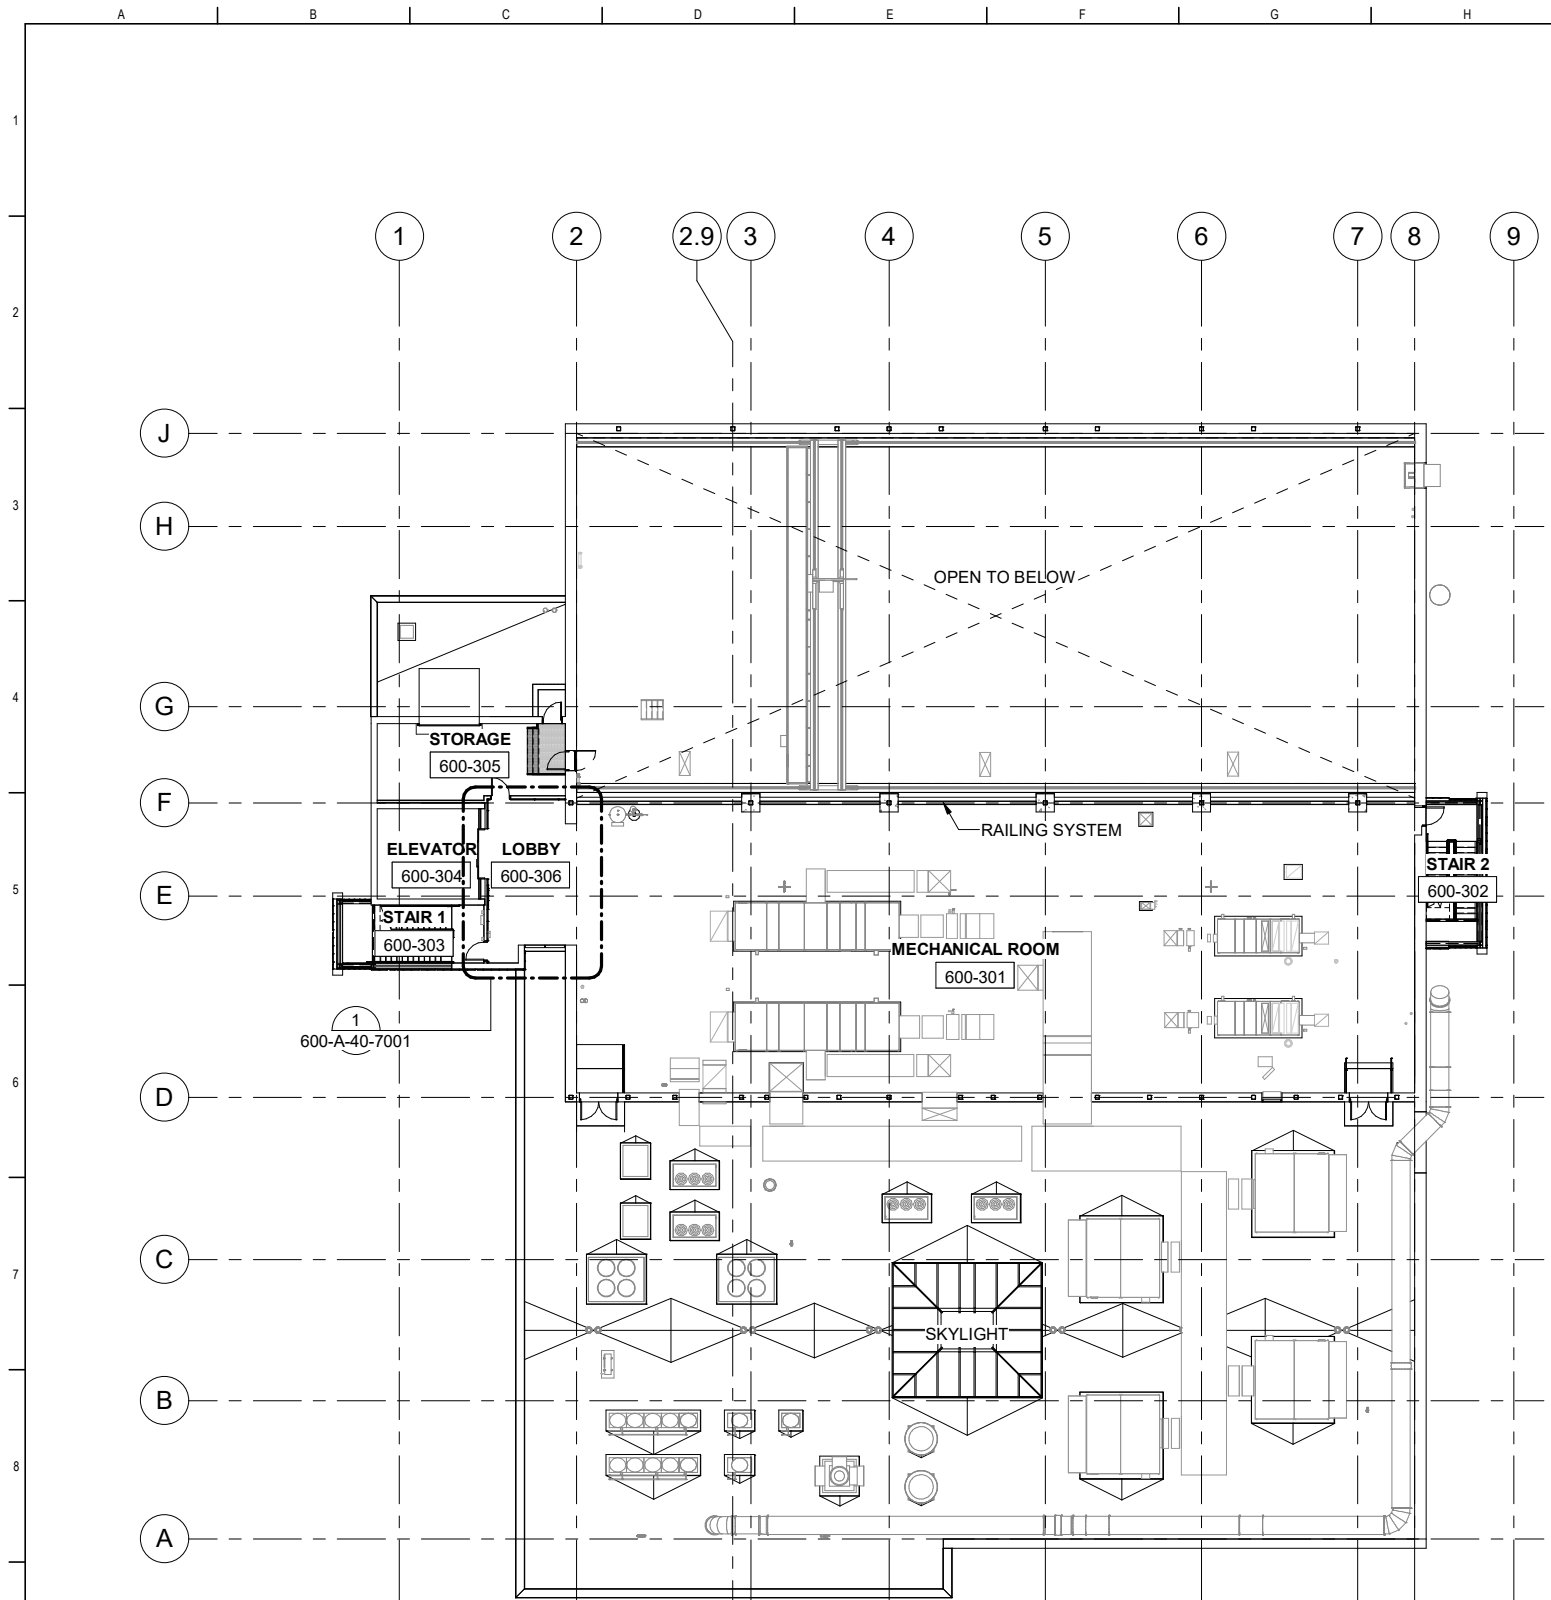 A B C D E F G H
1
1 2 2.9 3 4 5 6 7 8 9
2
J
3
H
OPEN TO BELOW
4
G
STORAGE
600-305
F
RAILING SYSTEM
ELEVATOR LOBBY
600-304 600-306
STAIR 2
600-302
5
E
STAIR 1
600-303
MECHANICAL ROOM
600-301
1
600-A-40-7001
6
D
C
7
SKYLIGHT
B
8
A